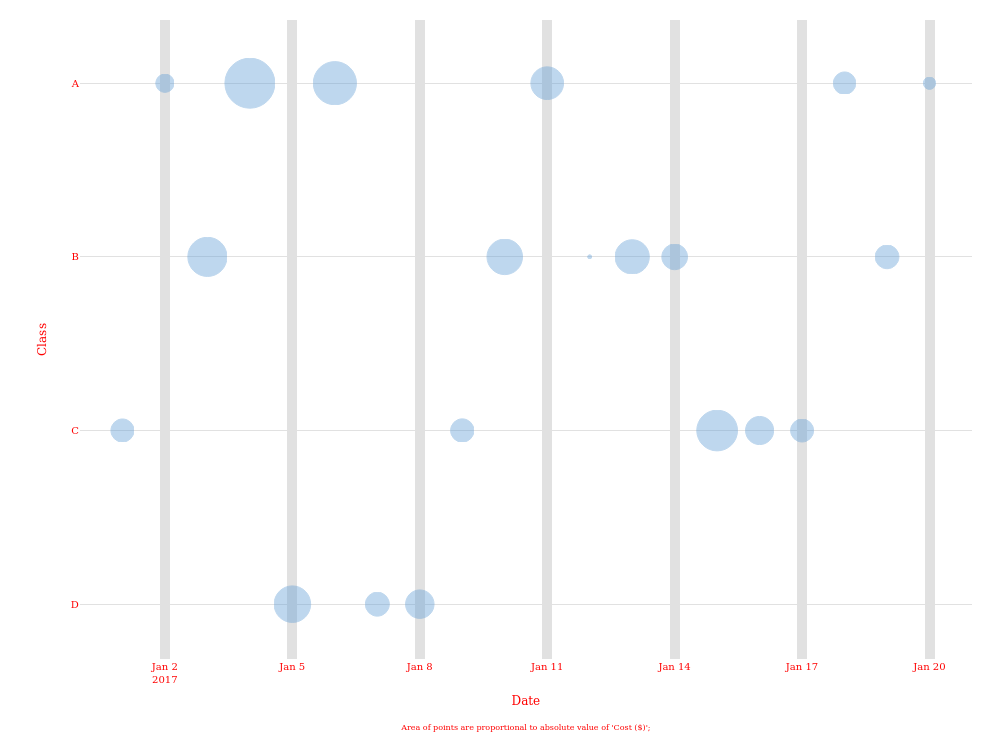 A
B
Class
C
D
Jan 2 Jan 5 Jan 8 Jan 11 Jan 14 Jan 17 Jan 20
2017
Date
Area of points are proportional to absolute value of 'Cost ($)';